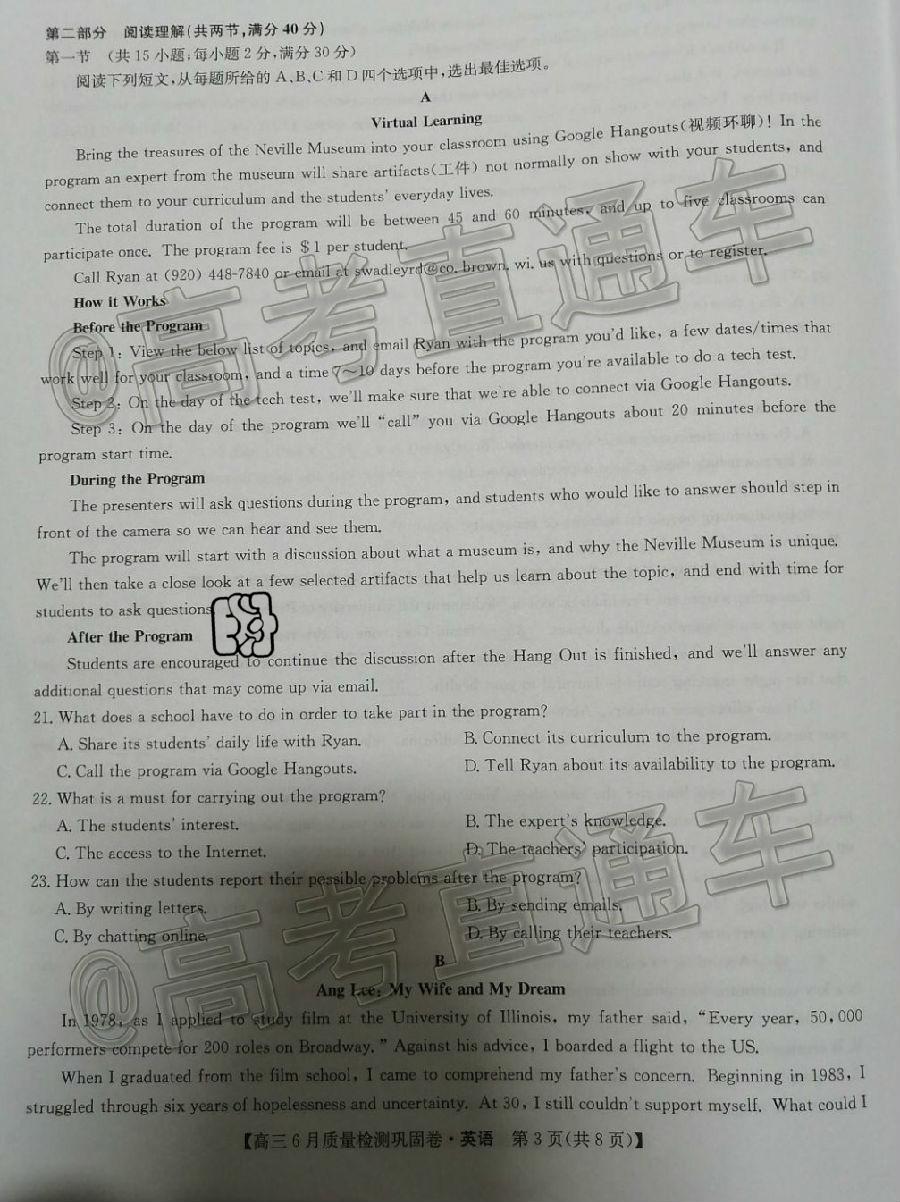 第二部分 阅读理解(共两节,满分40分)
第一节 (共15小题;每小题2分,满分30分)
阅读下列短文,从每题所给的A、B、C和D四个选项中,选出最佳选项。
A
Virtual Learning
Bring the treasures of the Neville Museum into your classroom using Google Hangouts(视频环聊)! In the
program an expert from the museum will share artifacts(工件) not normally on show with your students, and
connect them to your curriculum and the students' everyday lives.
The total duration of the program will be between 45 and 60 minutes, and up to five classrooms can
participate once. The program fee is $1 per student.
Call Ryan at (920) 448-7840 or email at swadleyrd@co. brown. wi. us with questions or to register.
How it Works
Before the Program
Step 1: View the below list of topics, and email Ryan with the program you'd like, a few dates/times that
work well for your classroom, and a time 7~10 days before the program you're available to do a tech test.
Step 2: On the day of the tech test, we'll make sure that we're able to connect via Google Hangouts.
Step 3: On the day of the program we'll "call" you via Google Hangouts about 20 minutes before the
program start time.
During the Program
The presenters will ask questions during the program, and students who would like to answer should step in
front of the camera so we can hear and see them.
The program will start with a discussion about what a museum is, and why the Neville Museum is unique.
We'll then take a close look at a few selected artifacts that help us learn about the topic, and end with time for
students to ask questions
After the Program
Students are encouraged to continue the discussion after the Hang Out is finished, and we'll answer any
additional questions that may come up via email.
21. What does a school have to do in order to take part in the program?
A. Share its students' daily life with Ryan. B. Connect its curriculum to the program.
C. Call the program via Google Hangouts. D. Tell Ryan about its availability to the program.
22. What is a must for carrying out the program?
A. The students' interest. B. The expert's knowledge.
C. The access to the Internet. D. The teachers' participation.
23. How can the students report their possible problems after the program?
A. By writing letters. B. By sending emails.
C. By chatting online. D. By calling their teachers.
B
Ang Lee: My Wife and My Dream
In 1978, as I applied to study film at the University of Illinois, my father said, "Every year, 50,000
performers compete for 200 roles on Broadway." Against his advice, I boarded a flight to the US.
When I graduated from the film school, I came to comprehend my father's concern. Beginning in 1983, I
struggled through six years of hopelessness and uncertainty. At 30, I still couldn't support myself. What could I
【高三6月质量检测巩固卷·英语 第3页(共8页)】
@高考直通车
@高考直通车